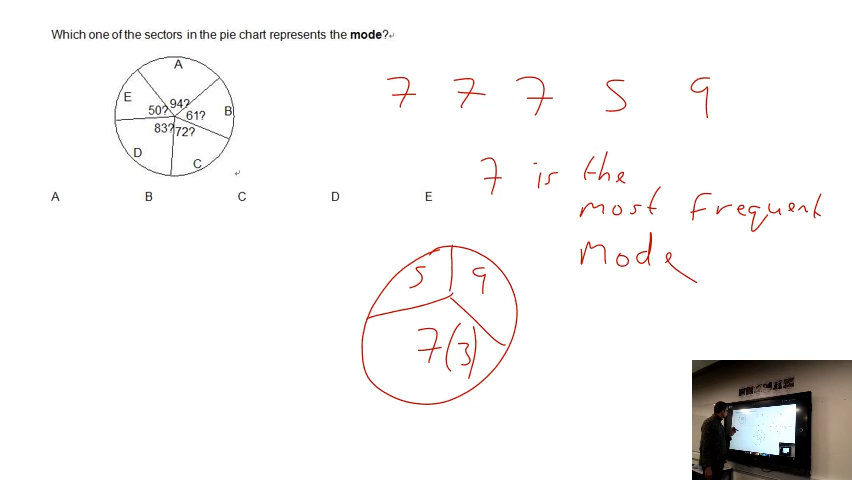 Which one of the sectors in the pie chart represents the mode?
A
E
94?
50?
61?
B
83?
72?
D
C
A B C D E
7 7 7 5 9
7 is the
most frequent
Mode
5 9
7(3)